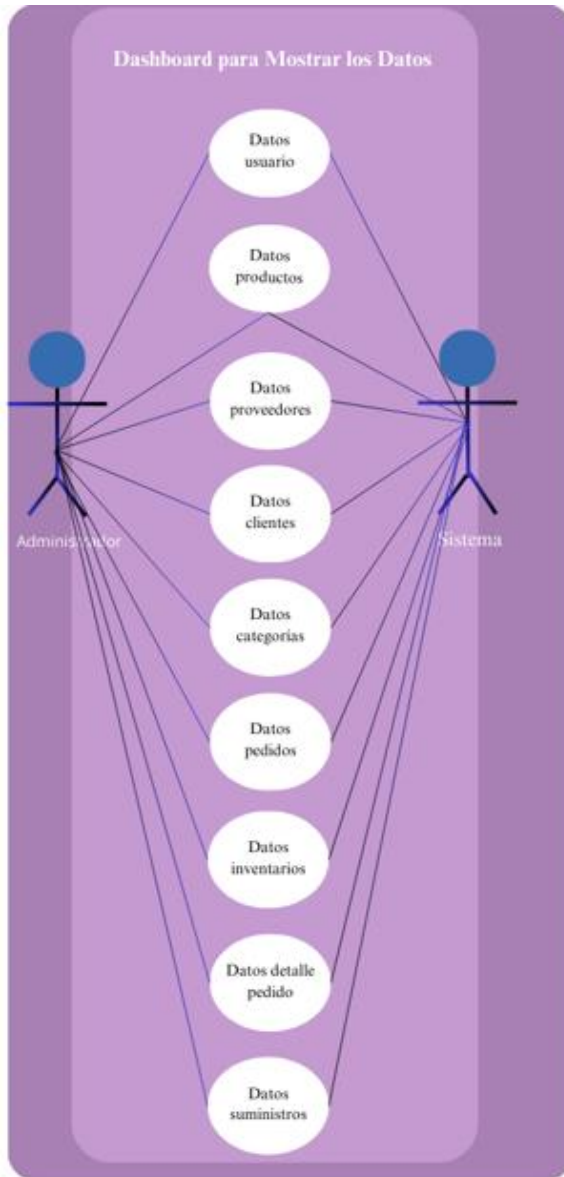 Dashboard para Mostrar los Datos
Datos
usuario
Datos
productos
Datos
proveedores
Datos
clientes
Administrador
Sistema
Datos
categorías
Datos
pedidos
Datos
inventarios
Datos detalle
pedido
Datos
suministros